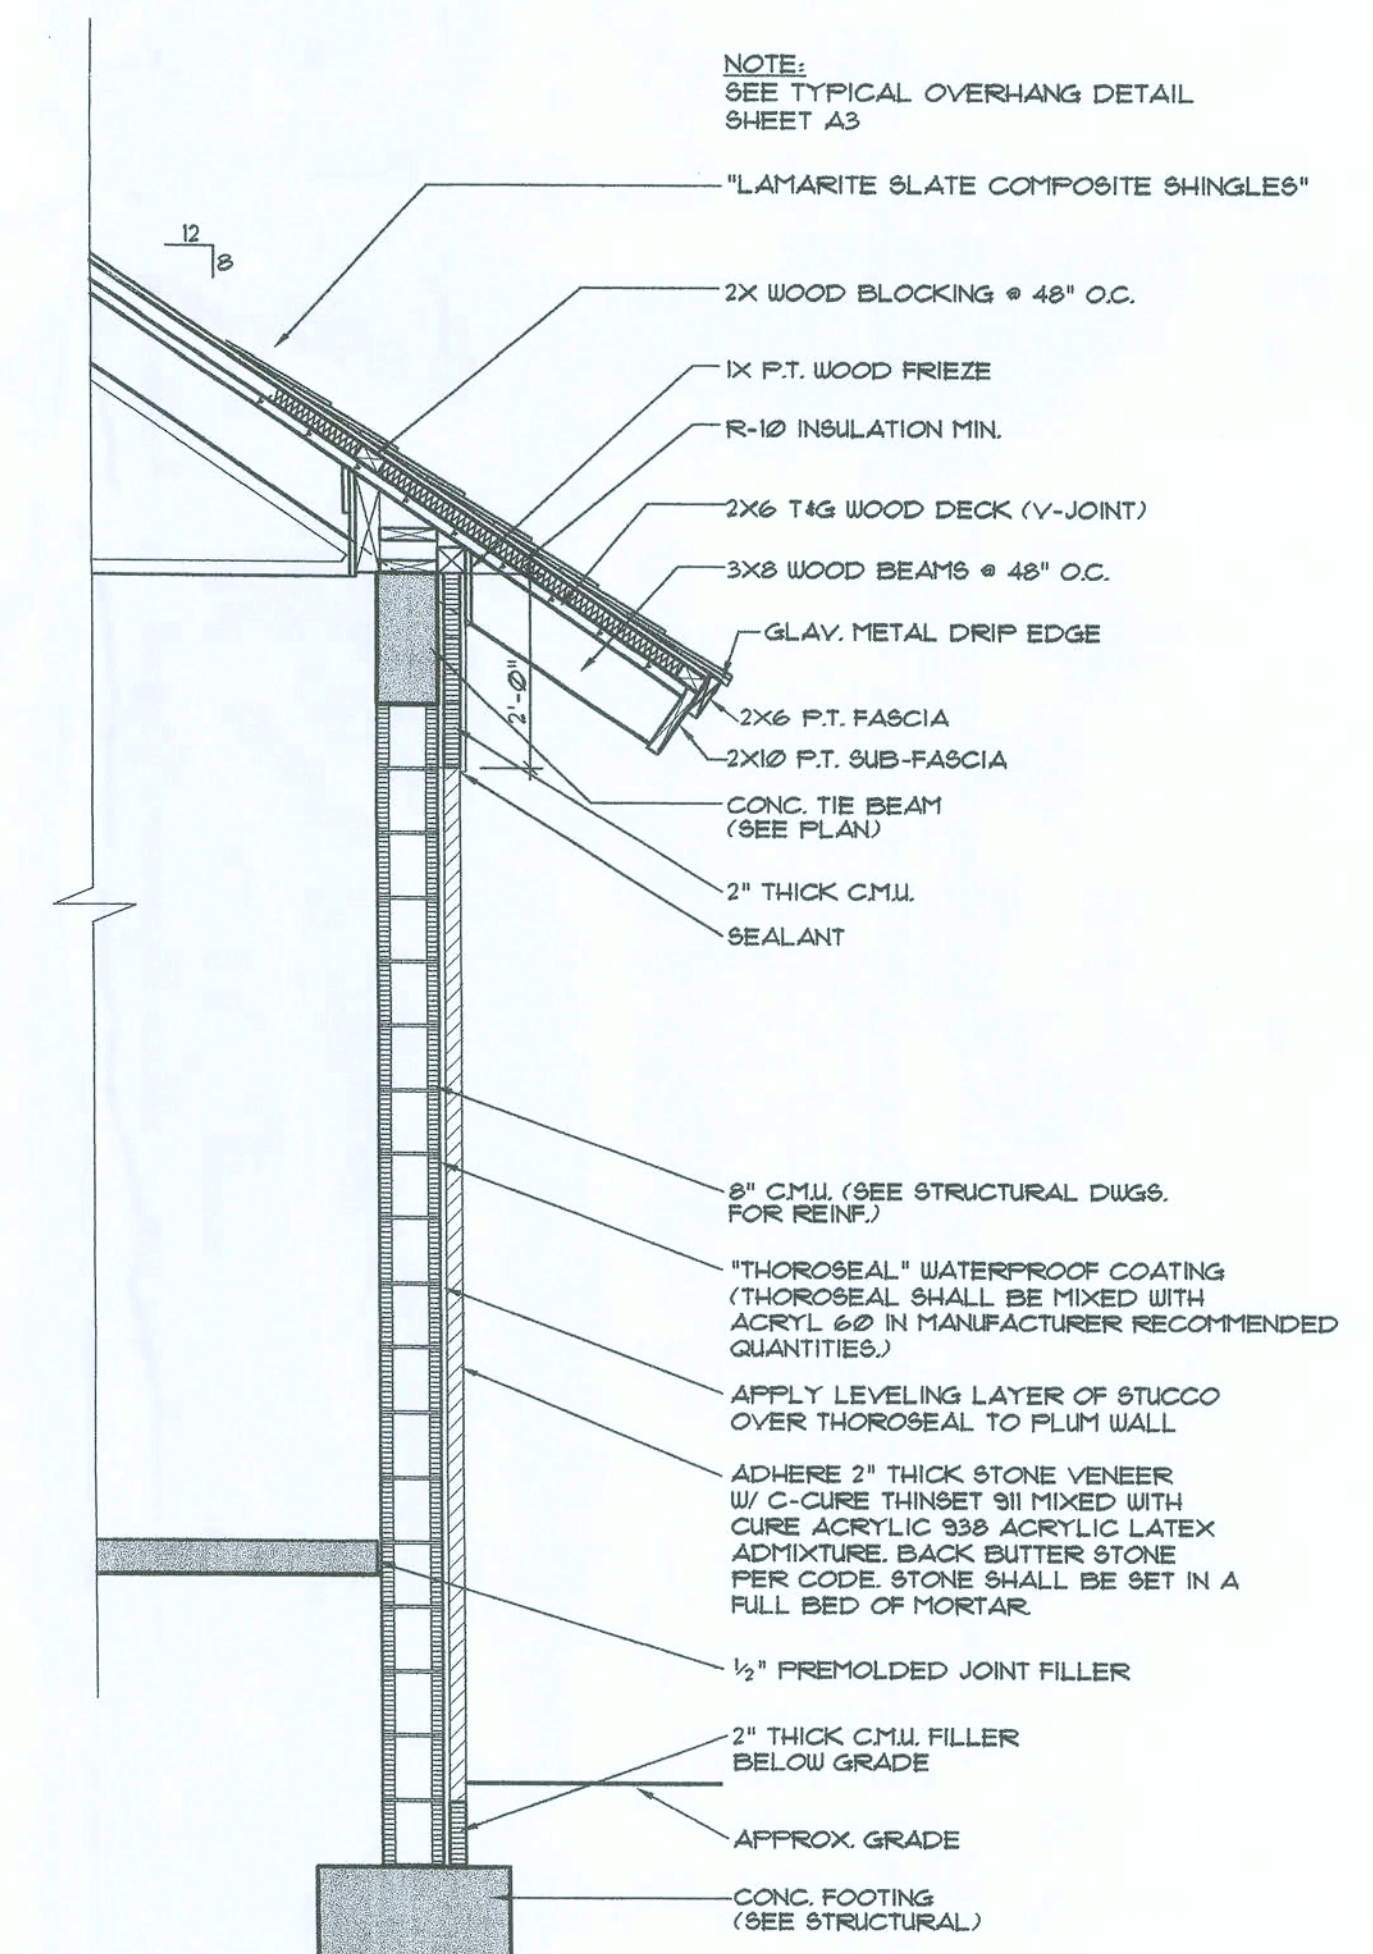 NOTE:
SEE TYPICAL OVERHANG DETAIL
SHEET A3
"LAMARITE SLATE COMPOSITE SHINGLES"
12
8
2X WOOD BLOCKING @ 48" O.C.
1X P.T. WOOD FRIEZE
R-10 INSULATION MIN.
2X6 T&G WOOD DECK (V-JOINT)
3X8 WOOD BEAMS @ 48" O.C.
GLAV. METAL DRIP EDGE
2'-0"
2X6 P.T. FASCIA
2X10 P.T. SUB-FASCIA
CONC. TIE BEAM
(SEE PLAN)
2" THICK C.M.U.
SEALANT
8" C.M.U. (SEE STRUCTURAL DWGS.
FOR REINF.)
"THOROSEAL" WATERPROOF COATING
(THOROSEAL SHALL BE MIXED WITH
ACRYL 60 IN MANUFACTURER RECOMMENDED
QUANTITIES.)
APPLY LEVELING LAYER OF STUCCO
OVER THOROSEAL TO PLUM WALL
ADHERE 2" THICK STONE VENEER
W/ C-CURE THINSET 911 MIXED WITH
CURE ACRYLIC 938 ACRYLIC LATEX
ADMIXTURE. BACK BUTTER STONE
PER CODE. STONE SHALL BE SET IN A
FULL BED OF MORTAR.
½" PREMOLDED JOINT FILLER
2" THICK C.M.U. FILLER
BELOW GRADE
APPROX. GRADE
CONC. FOOTING
(SEE STRUCTURAL)